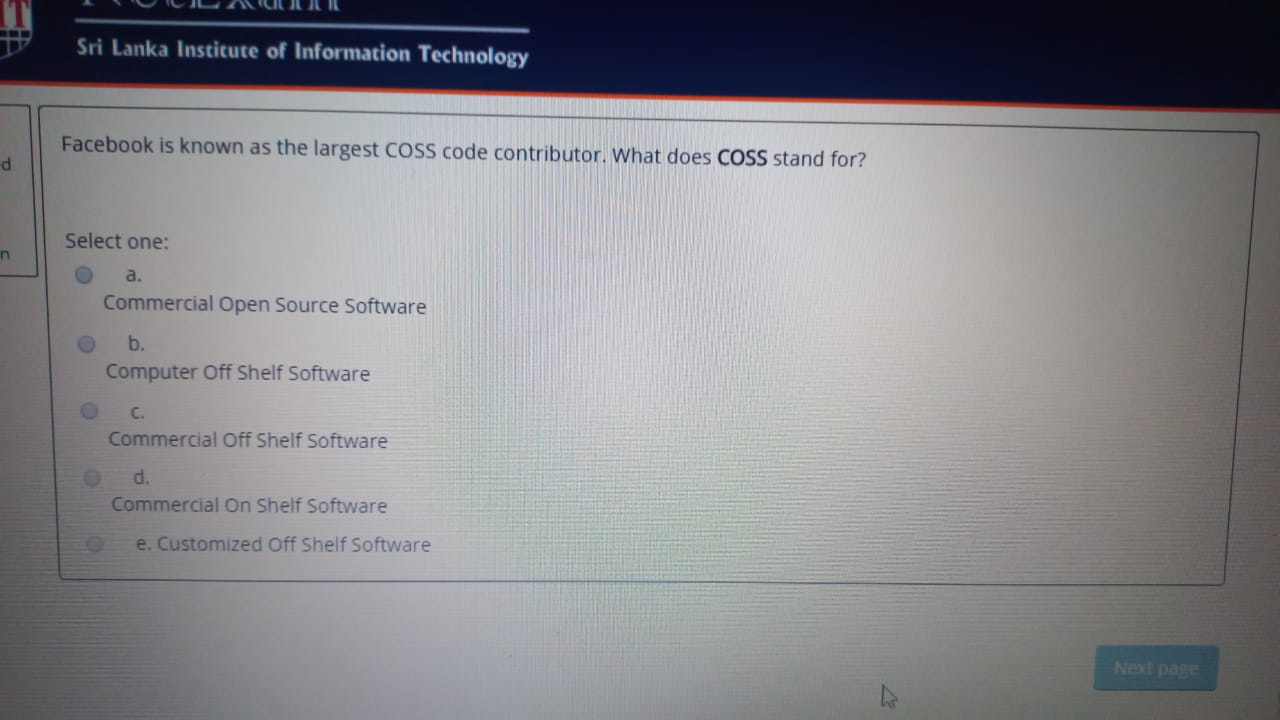 IT
Sri Lanka Institute of Information Technology
d
n
Facebook is known as the largest COSS code contributor. What does COSS stand for?
Select one:
a.
Commercial Open Source Software
b.
Computer Off Shelf Software
c.
Commercial Off Shelf Software
d.
Commercial On Shelf Software
e. Customized Off Shelf Software
Next page